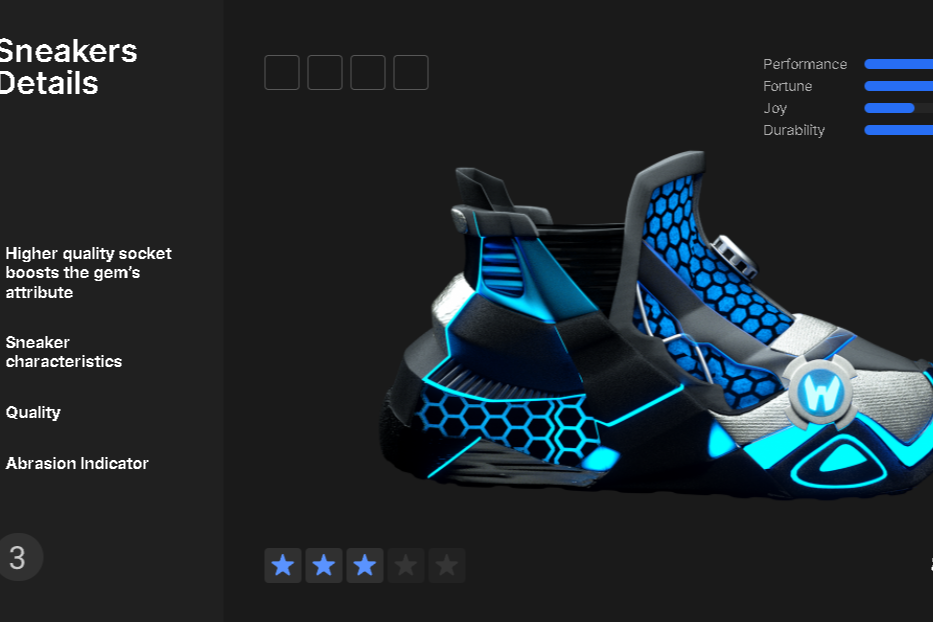 Sneakers
Details
Higher quality socket
boosts the gem's
attribute
Sneaker
characteristics
Quality
Abrasion Indicator
3
Performance
Fortune
Joy
Durability
W